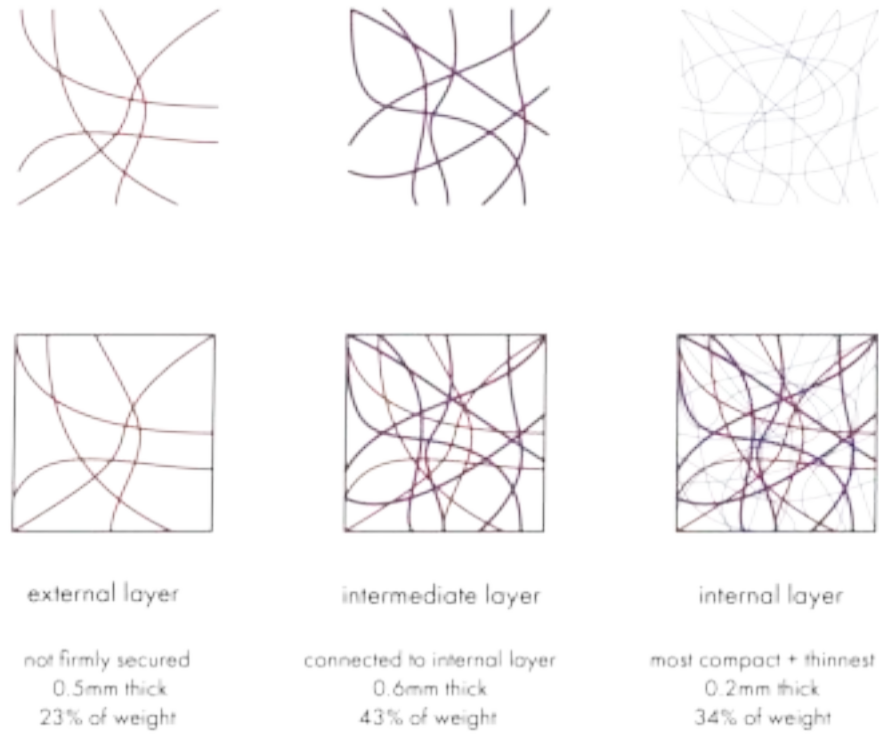 external layer
not firmly secured
0.5mm thick
23% of weight
intermediate layer
connected to internal layer
0.6mm thick
43% of weight
internal layer
most compact + thinnest
0.2mm thick
34% of weight